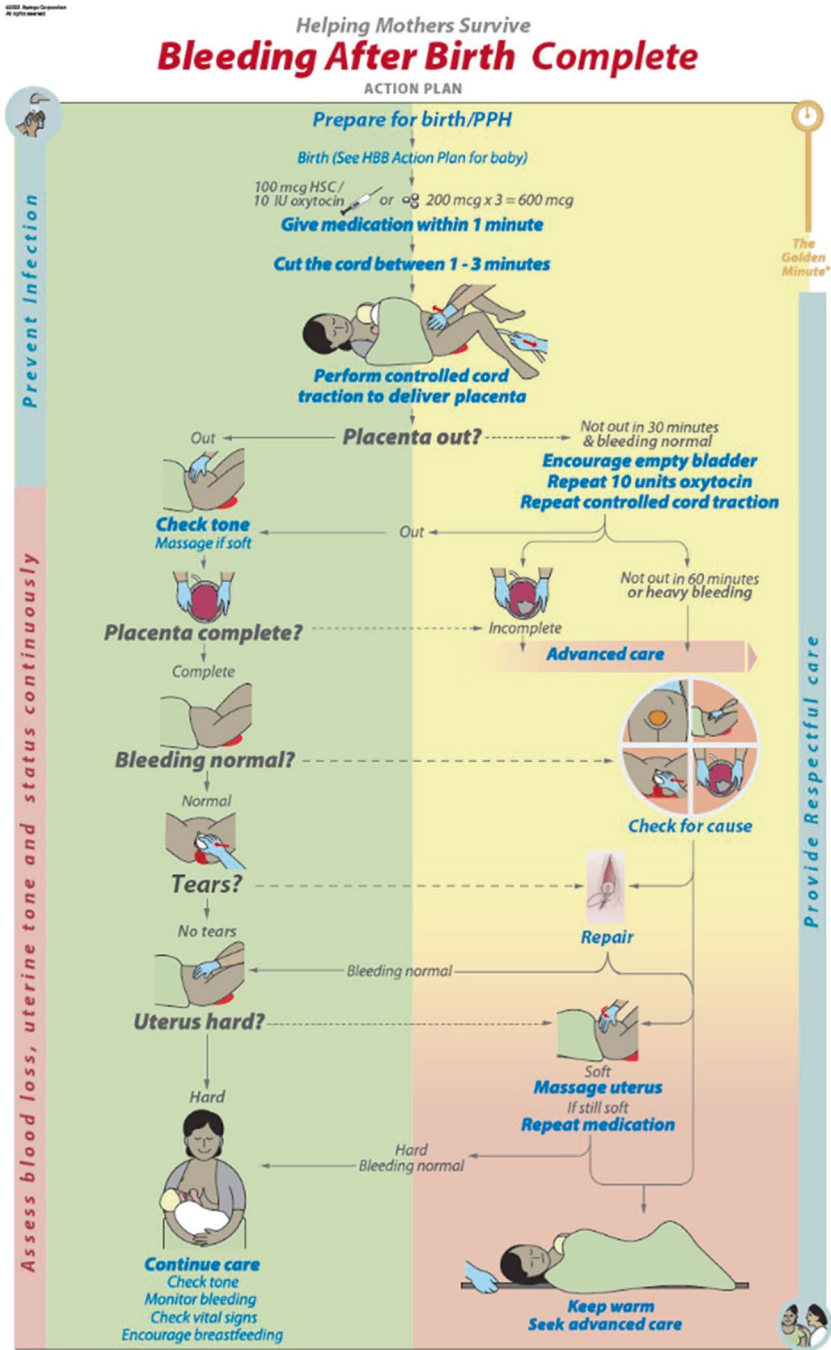 ©2023 Jhpiego Corporation
All rights reserved
Helping Mothers Survive
Bleeding After Birth Complete
ACTION PLAN
Prepare for birth/PPH
Birth (See HBB Action Plan for baby)
100 mcg HSC/
10 IU oxytocin
or
200 mcg x 3 = 600 mcg
Give medication within 1 minute
Cut the cord between 1 - 3 minutes
The
Golden
Minute®
Prevent Infection
Perform controlled cord
traction to deliver placenta
Placenta out?
Out
Not out in 30 minutes
& bleeding normal
Encourage empty bladder
Repeat 10 units oxytocin
Repeat controlled cord traction
Check tone
Massage if soft
Out
Not out in 60 minutes
or heavy bleeding
Placenta complete?
Incomplete
Advanced care
Complete
Bleeding normal?
Check for cause
Normal
Tears?
Repair
No tears
Bleeding normal
Uterus hard?
Soft
Massage uterus
If still soft
Repeat medication
Hard
Hard
Bleeding normal
Continue care
Check tone
Monitor bleeding
Check vital signs
Encourage breastfeeding
Keep warm
Seek advanced care
Assess blood loss, uterine tone and status continuously
Provide Respectful care